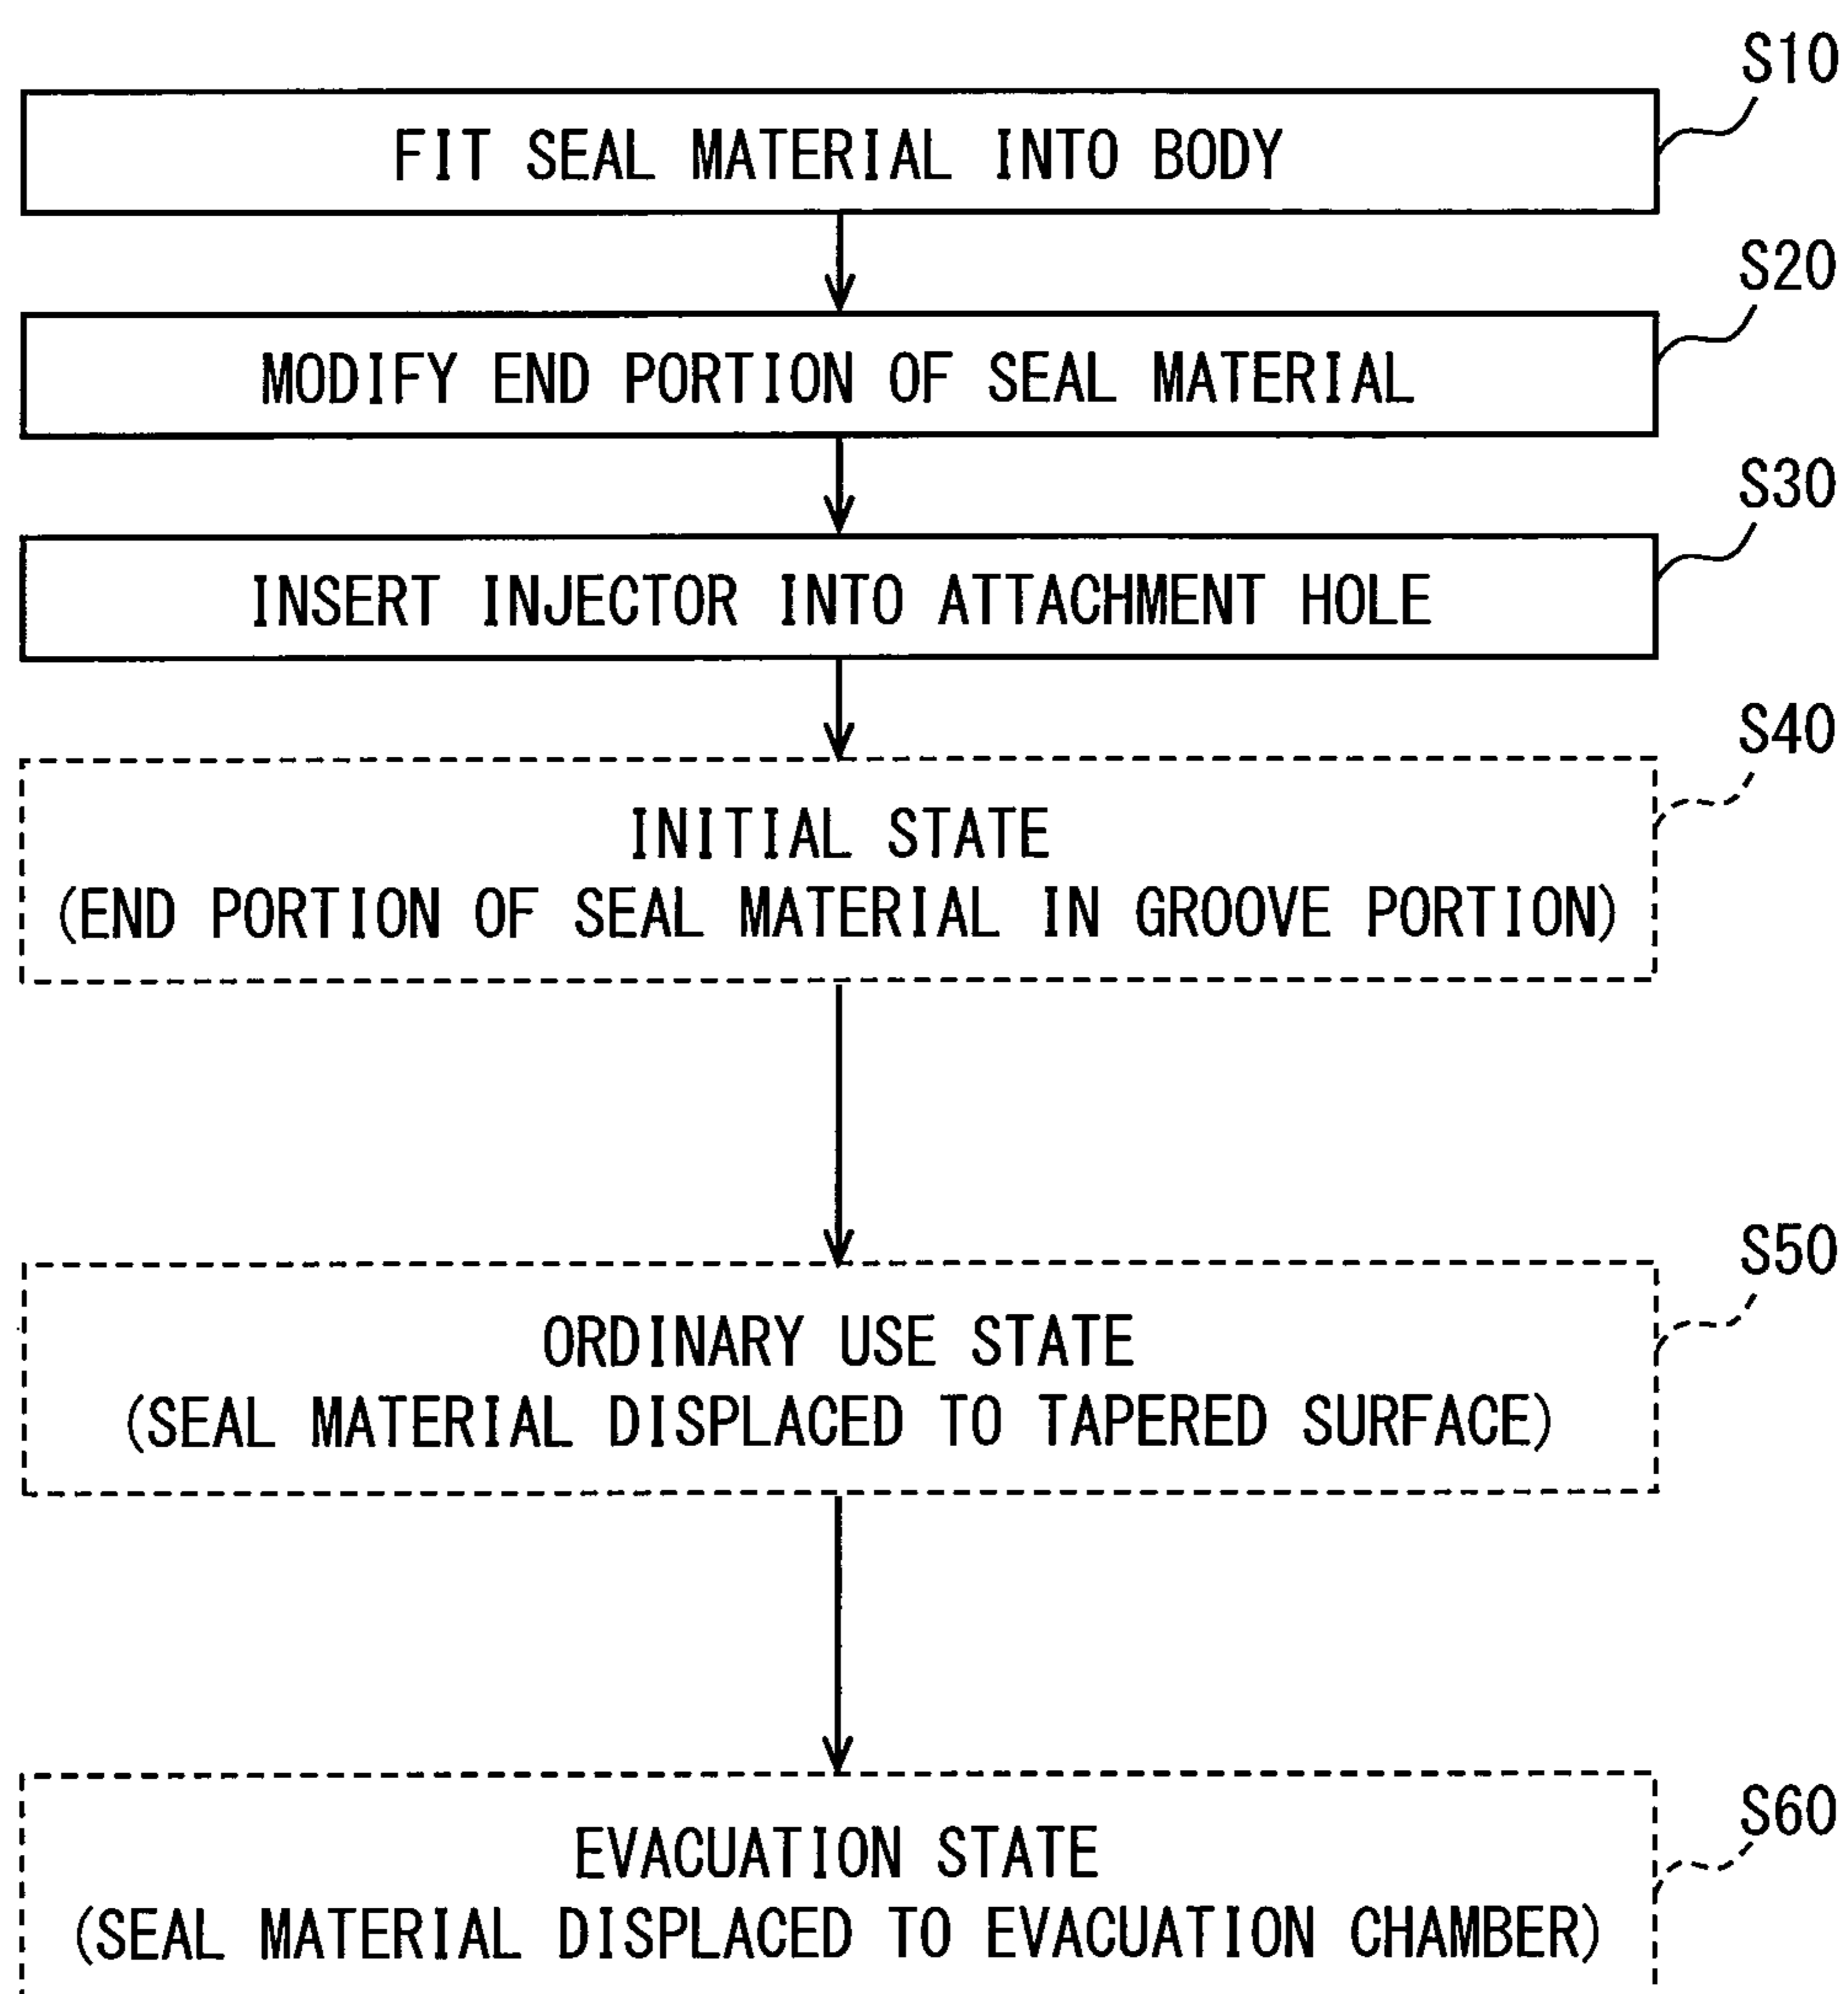 S10
FIT SEAL MATERIAL INTO BODY
S20
MODIFY END PORTION OF SEAL MATERIAL
S30
INSERT INJECTOR INTO ATTACHMENT HOLE
S40
INITIAL STATE
(END PORTION OF SEAL MATERIAL IN GROOVE PORTION)
S50
ORDINARY USE STATE
(SEAL MATERIAL DISPLACED TO TAPERED SURFACE)
S60
EVACUATION STATE
(SEAL MATERIAL DISPLACED TO EVACUATION CHAMBER)